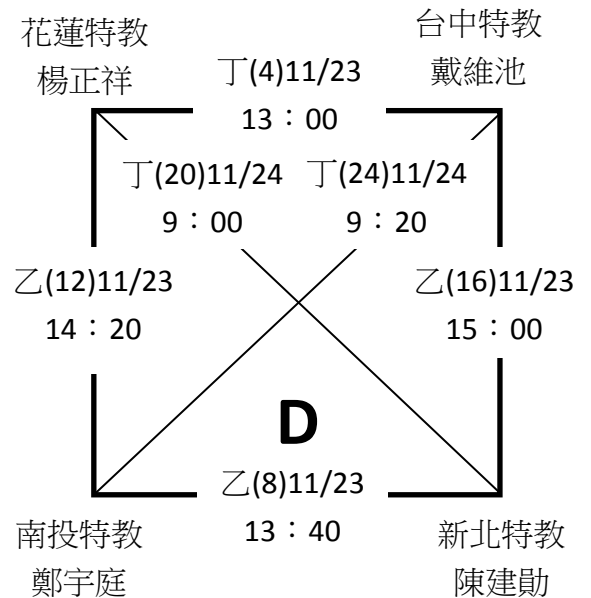 花蓮特教
楊正祥
台中特教
戴維池
丁(4)11/23
13：00
丁(20)11/24
9：00
丁(24)11/24
9：20
乙(12)11/23
14：20
乙(16)11/23
15：00
D
乙(8)11/23
13：40
南投特教
鄭宇庭
新北特教
陳建勛